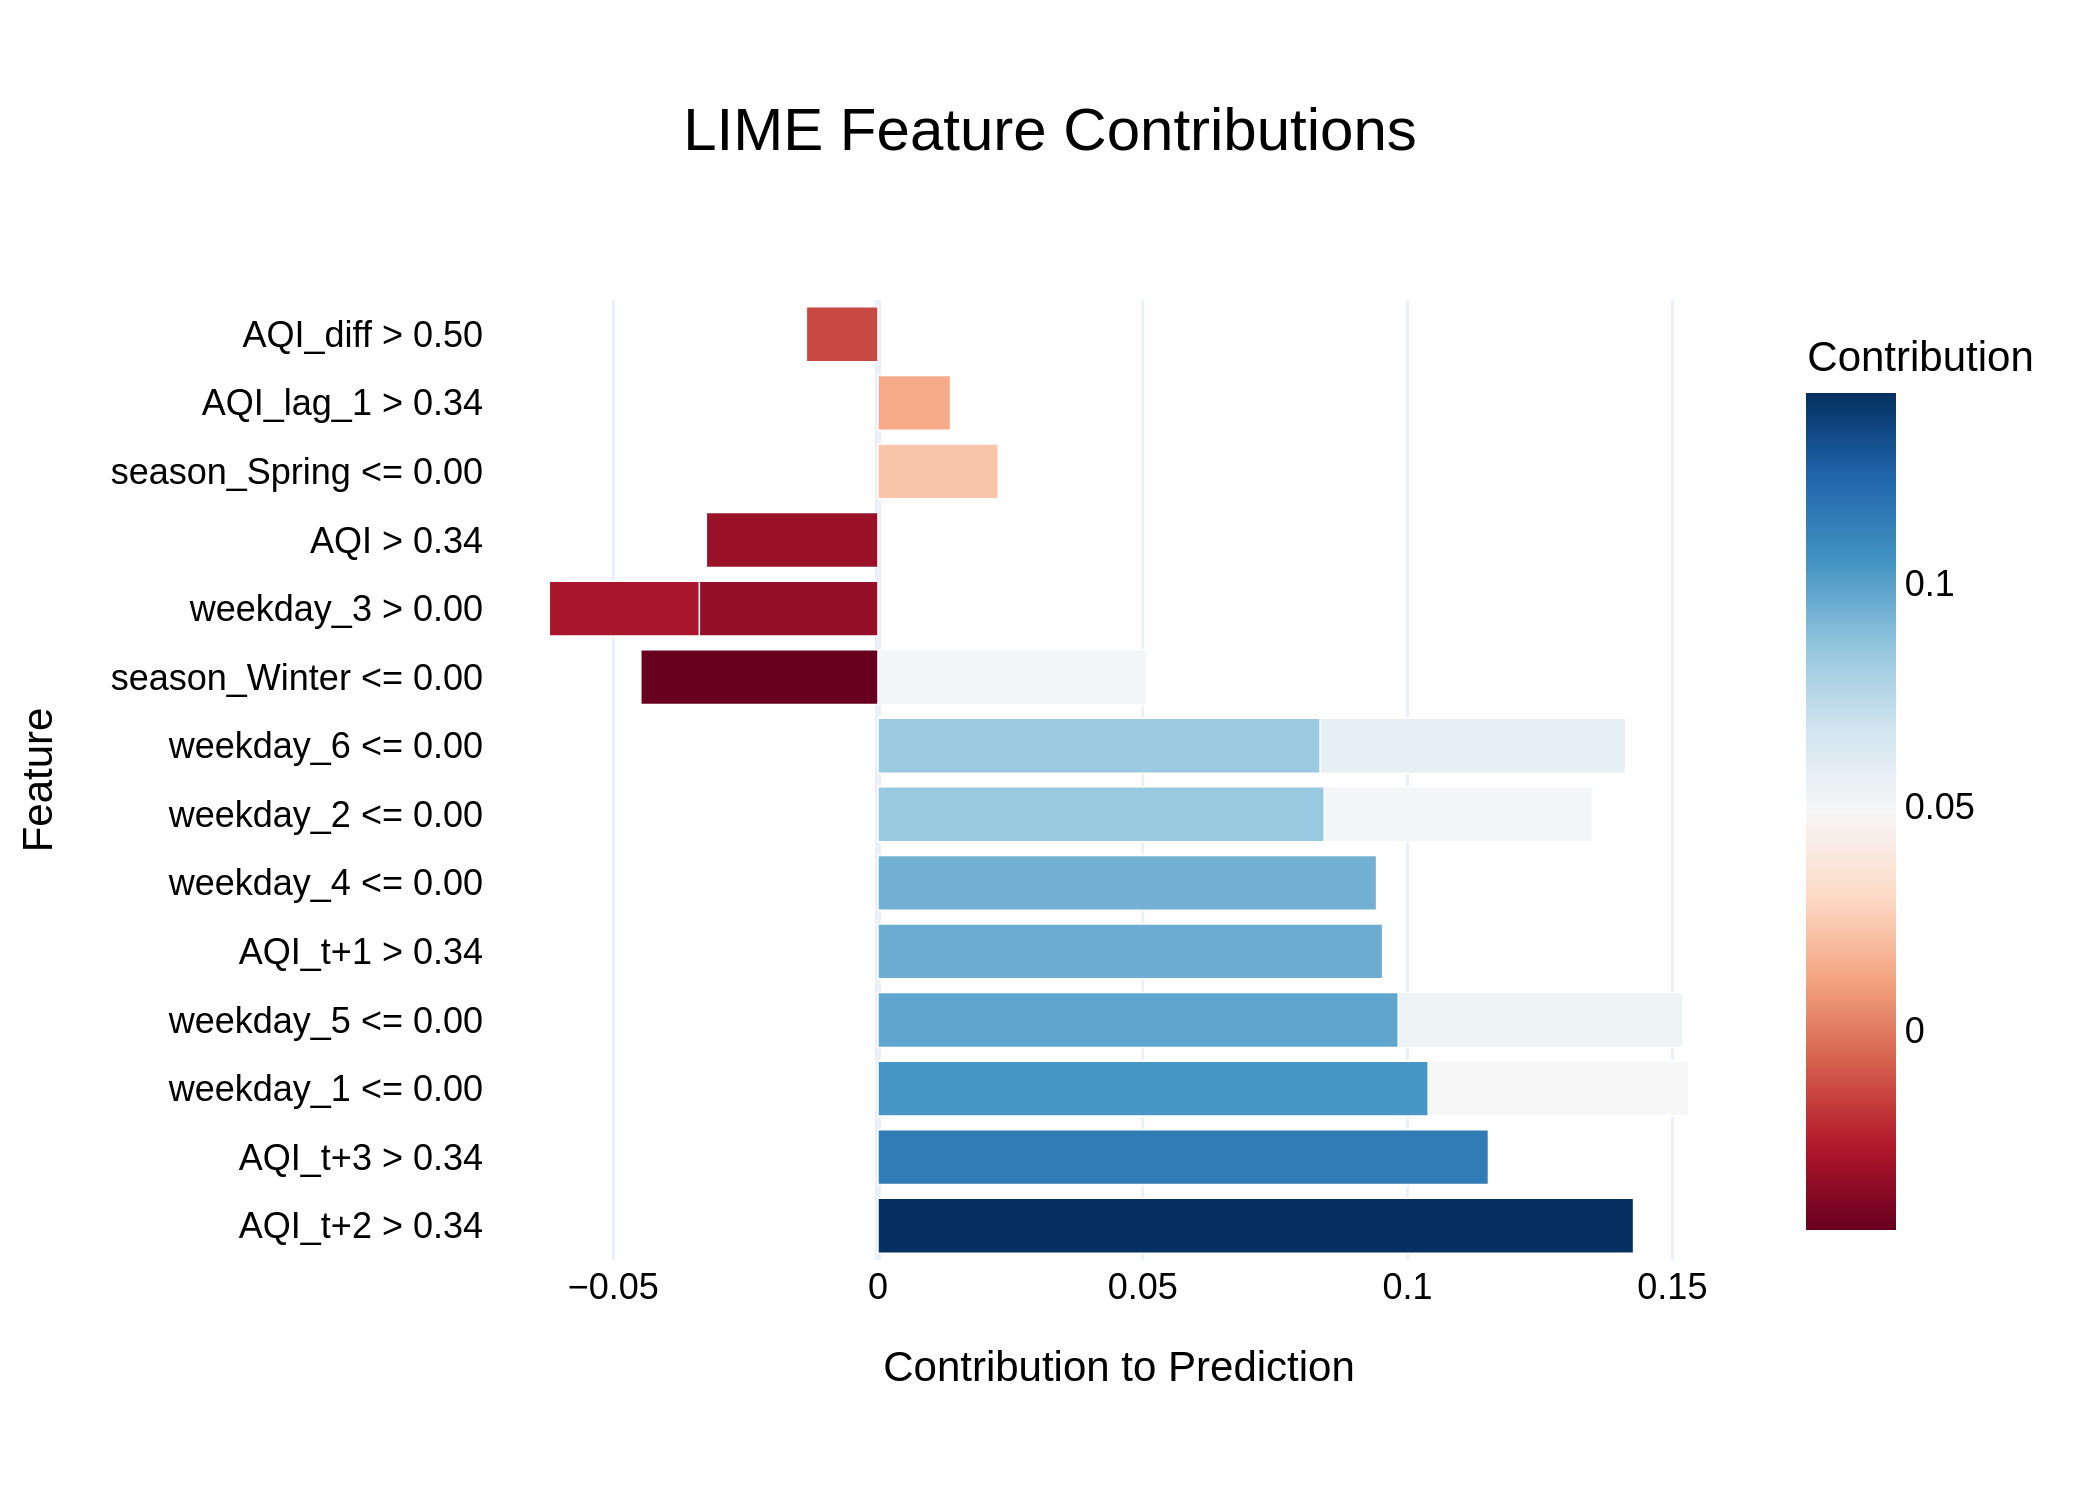 LIME Feature Contributions
AQI_diff > 0.50
AQI_lag_1 > 0.34
season_Spring <= 0.00
AQI > 0.34
weekday_3 > 0.00
season_Winter <= 0.00
weekday_6 <= 0.00
weekday_2 <= 0.00
weekday_4 <= 0.00
AQI_t+1 > 0.34
weekday_5 <= 0.00
weekday_1 <= 0.00
AQI_t+3 > 0.34
AQI_t+2 > 0.34
Feature
−0.05 0 0.05 0.1 0.15
Contribution to Prediction
Contribution
0.1
0.05
0